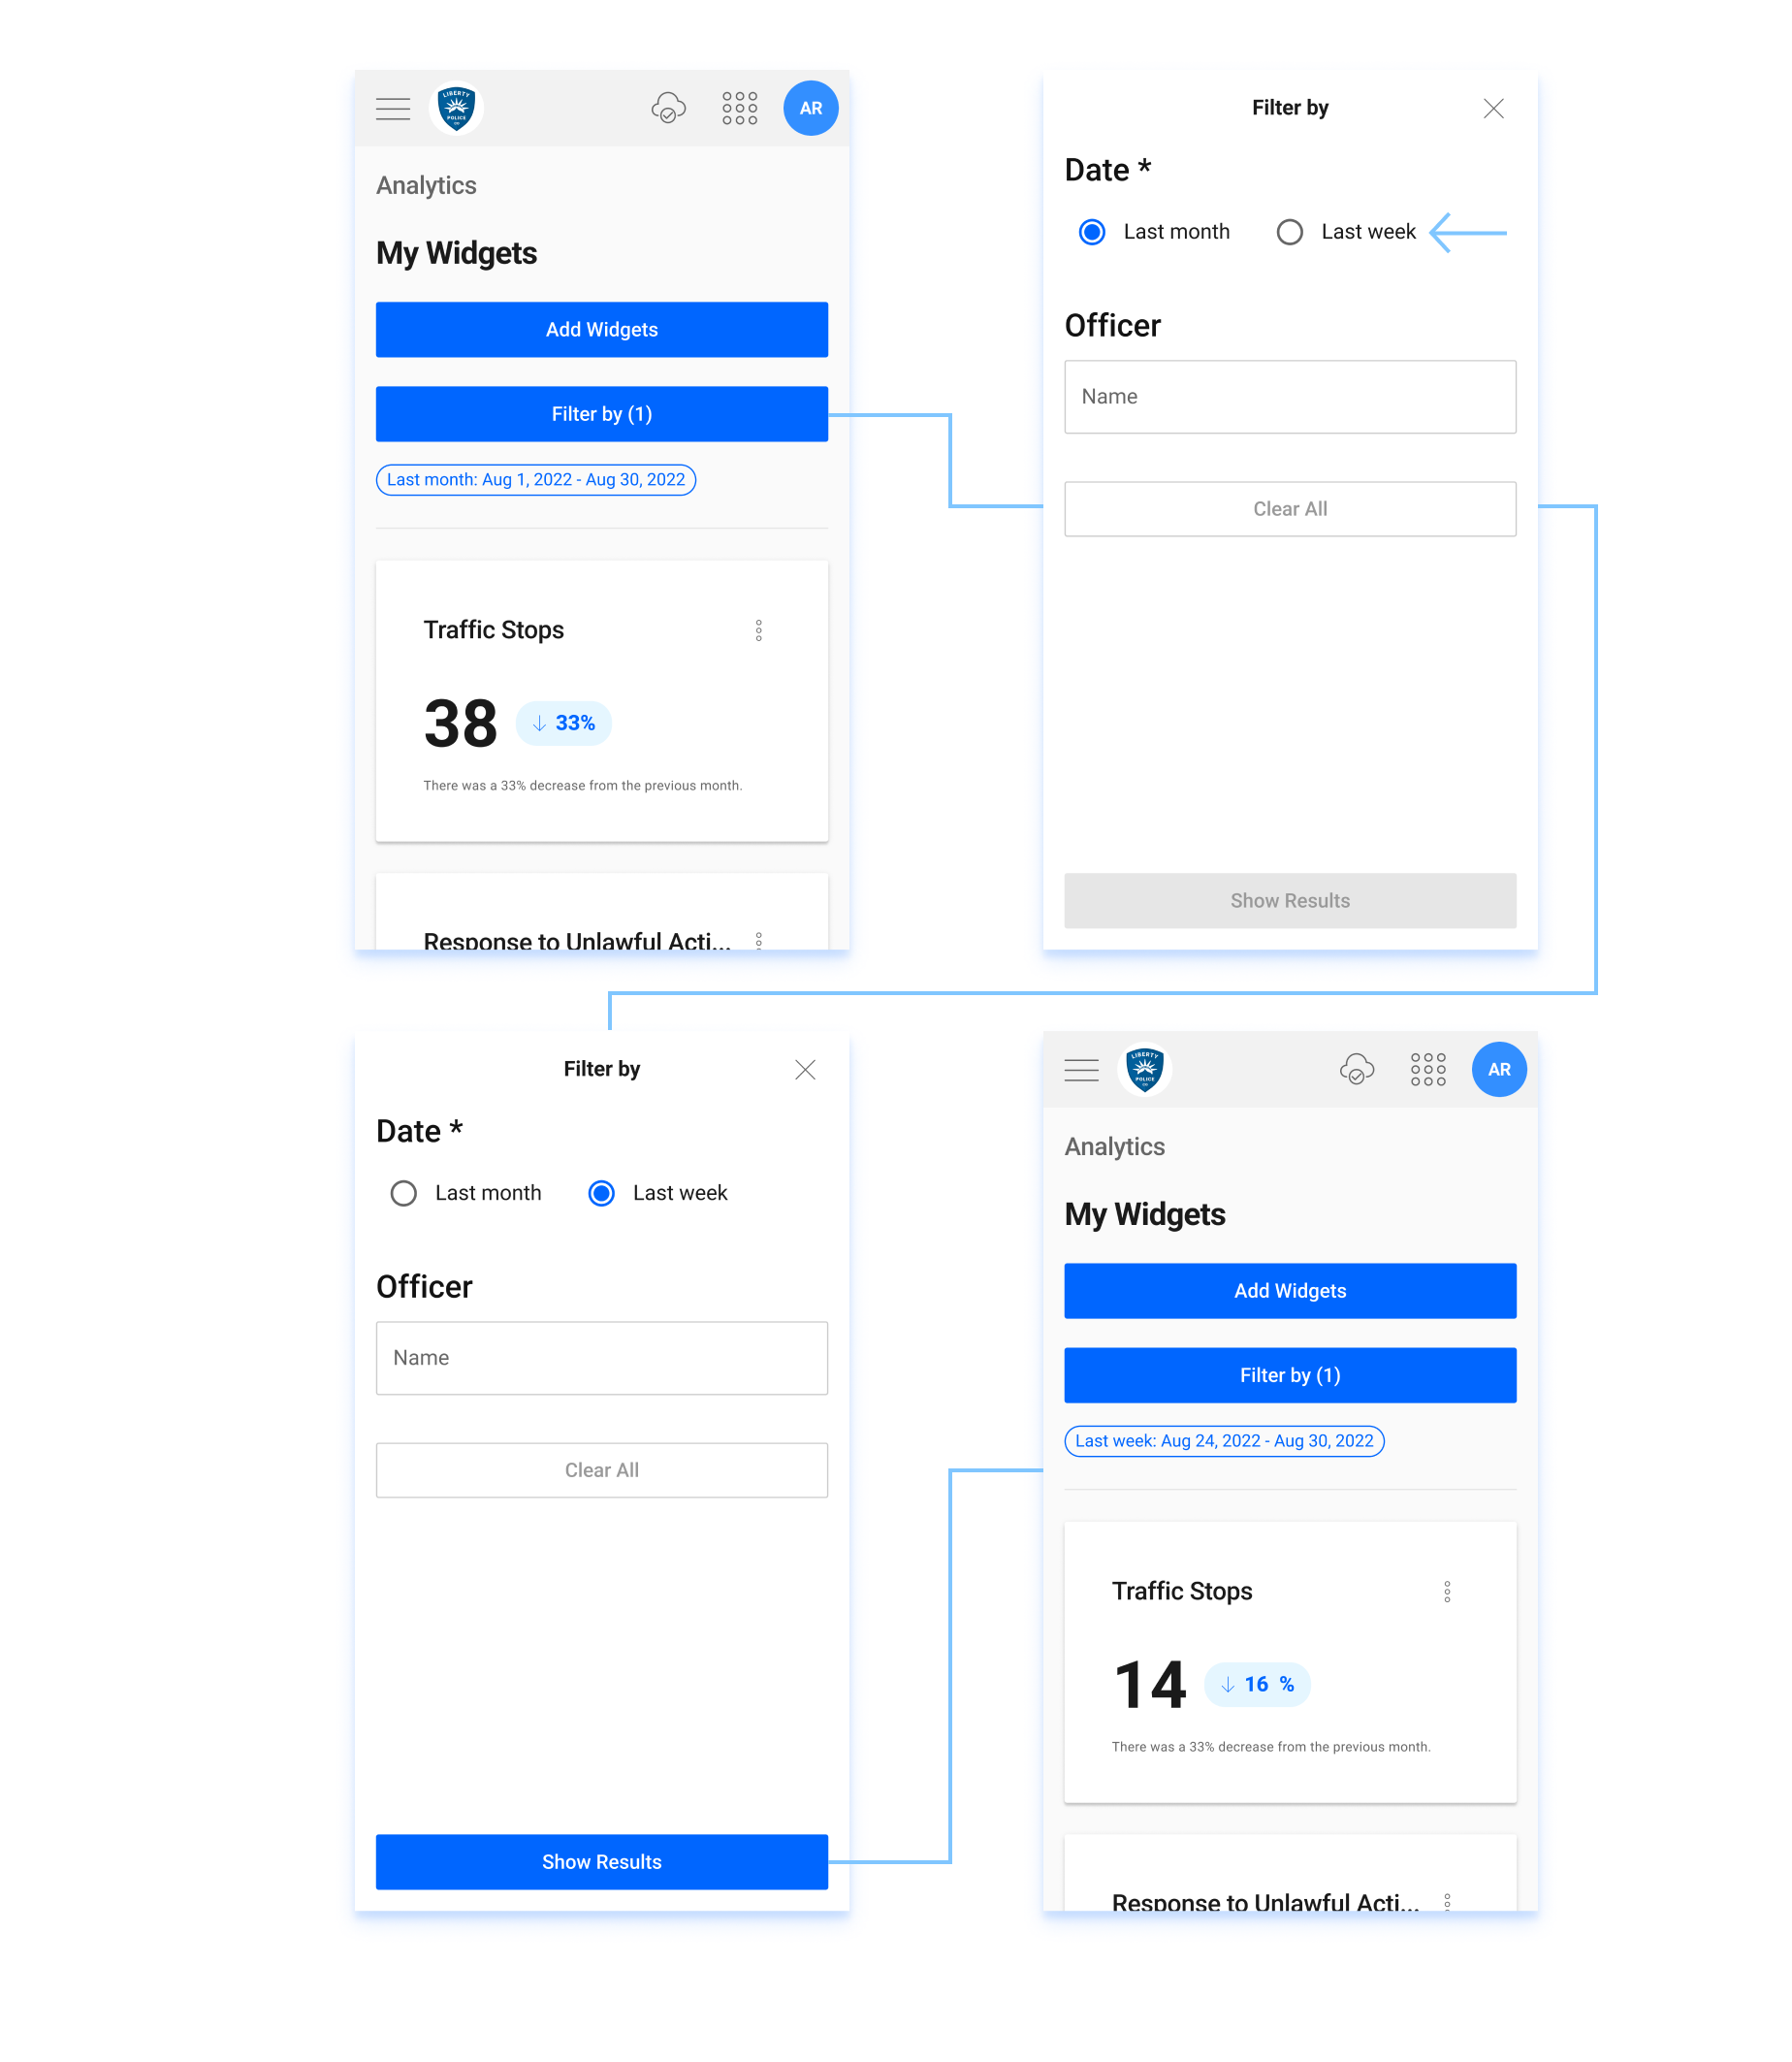 LIBERTY
POLICE
AR
Analytics
My Widgets
Add Widgets
Filter by (1)
Last month: Aug 1, 2022 - Aug 30, 2022
Traffic Stops
38
33%
There was a 33% decrease from the previous month.
Response to Unlawful Acti...
Filter by
Date *
Last month
Last week
Officer
Name
Clear All
Show Results
Filter by
Date *
Last month
Last week
Officer
Name
Clear All
Show Results
LIBERTY
POLICE
AR
Analytics
My Widgets
Add Widgets
Filter by (1)
Last week: Aug 24, 2022 - Aug 30, 2022
Traffic Stops
14
16 %
There was a 33% decrease from the previous month.
Response to Unlawful Acti...